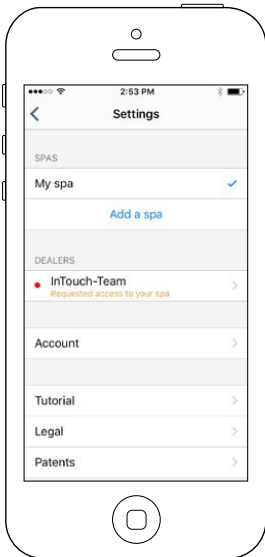 2:53 PM
Settings
SPAS
My spa
Add a spa
DEALERS
InTouch-Team
Requested access to your spa
Account
Tutorial
Legal
Patents